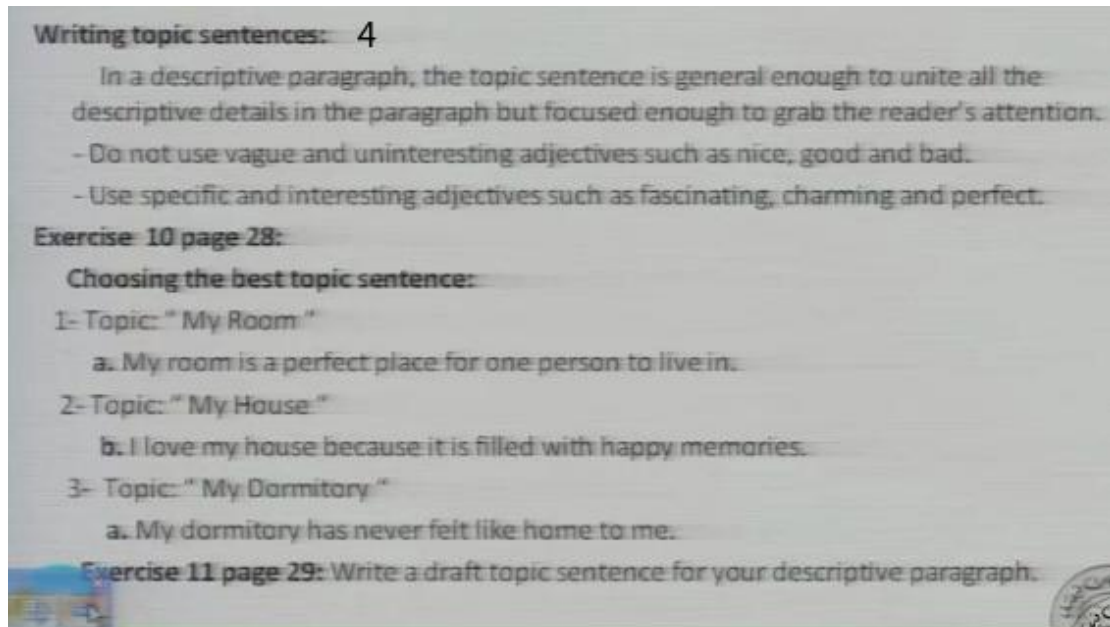 Writing topic sentences: 4
In a descriptive paragraph, the topic sentence is general enough to unite all the
descriptive details in the paragraph but focused enough to grab the reader's attention.
- Do not use vague and uninteresting adjectives such as nice, good and bad.
- Use specific and interesting adjectives such as fascinating, charming and perfect.
Exercise 10 page 28:
Choosing the best topic sentence:
1- Topic: " My Room "
a. My room is a perfect place for one person to live in.
2- Topic: " My House "
b. I love my house because it is filled with happy memories.
3- Topic: " My Dormitory "
a. My dormitory has never felt like home to me.
Exercise 11 page 29: Write a draft topic sentence for your descriptive paragraph.